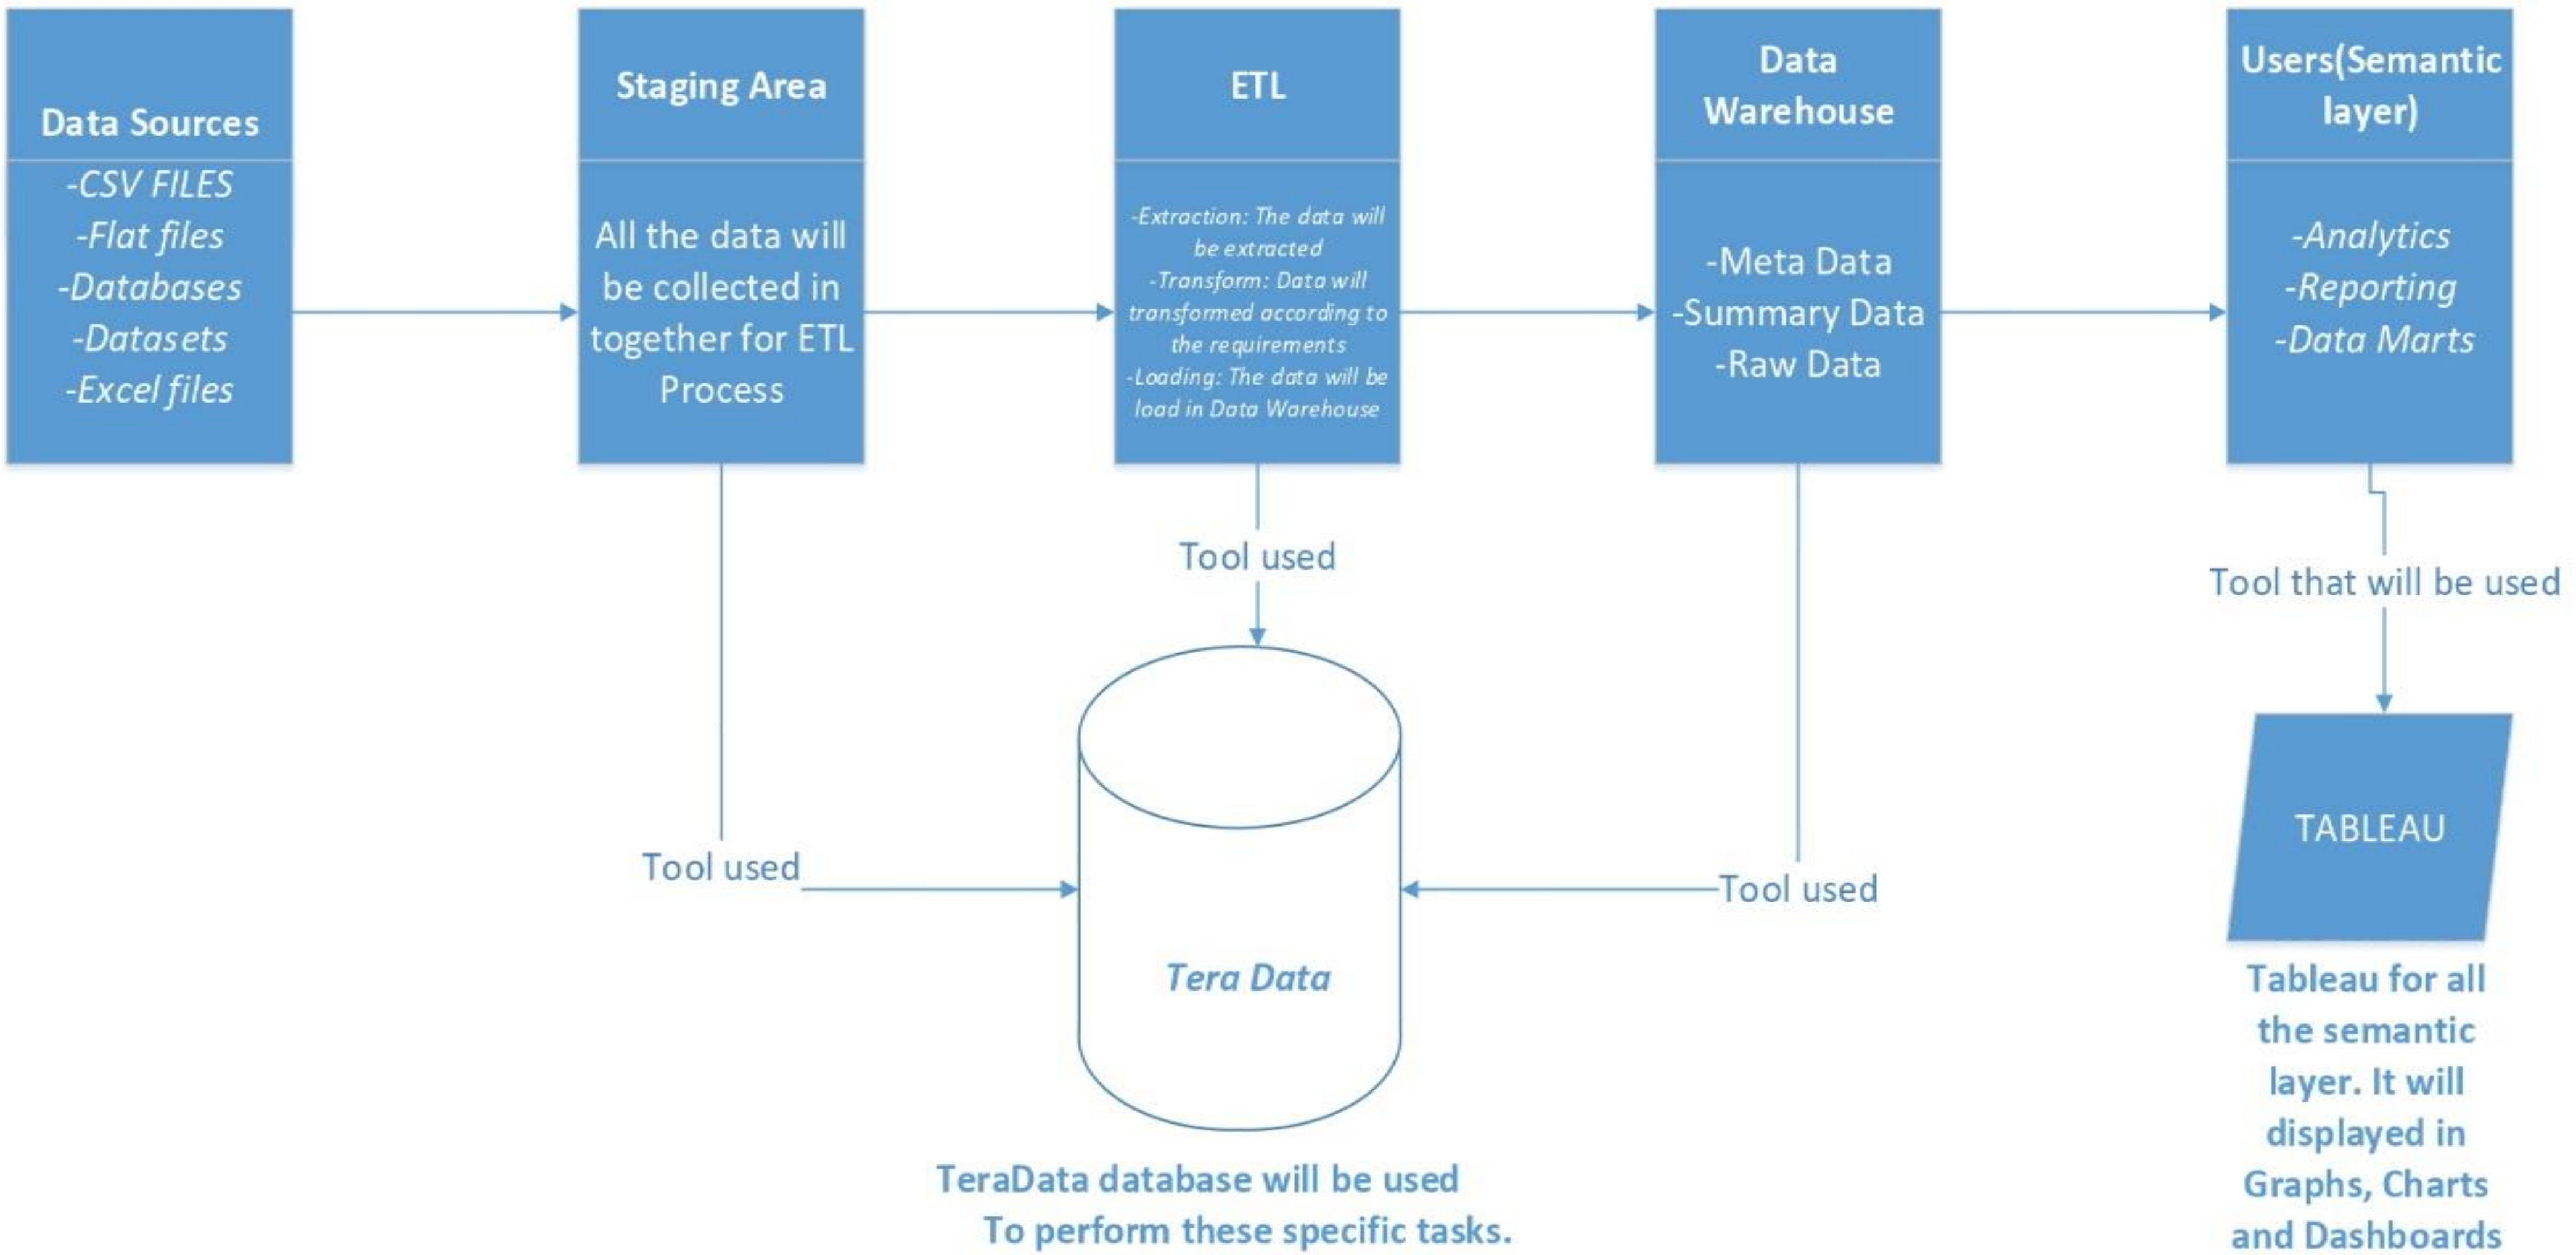 Data Sources
-CSV FILES
-Flat files
-Databases
-Datasets
-Excel files
Staging Area
All the data will
be collected in
together for ETL
Process
ETL
-Extraction: The data will
be extracted
-Transform: Data will
transformed according to
the requirements
-Loading: The data will be
load in Data Warehouse
Data
Warehouse
-Meta Data
-Summary Data
-Raw Data
Users(Semantic
layer)
-Analytics
-Reporting
-Data Marts
Tool used
Tool used
Tool used
Tool that will be used
Tera Data
TeraData database will be used
To perform these specific tasks.
TABLEAU
Tableau for all
the semantic
layer. It will
displayed in
Graphs, Charts
and Dashboards